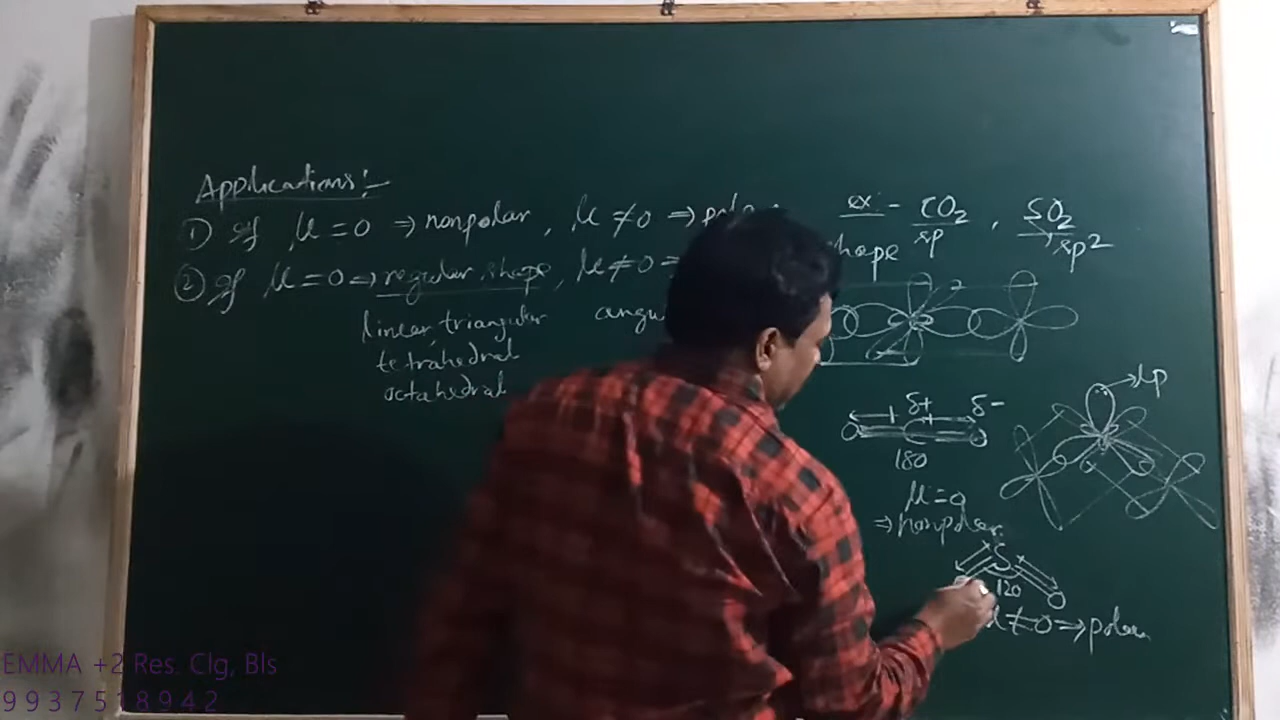 Applications:-
① If μ = 0 ⇒ nonpolar, μ ≠ 0 ⇒ ex - CO2, SO2
sp sp2
② If μ = 0 ⇒ regular shape, μ ≠ 0 ⇒ shape
linear, triangular
tetrahedral
octahedral
lp
δ+ δ-
O O
180
μ = 0
⇒ nonpolar
S
120
O
≠ 0 ⇒ polar
EMMA +2 Res. Clg, Bls
9937518942